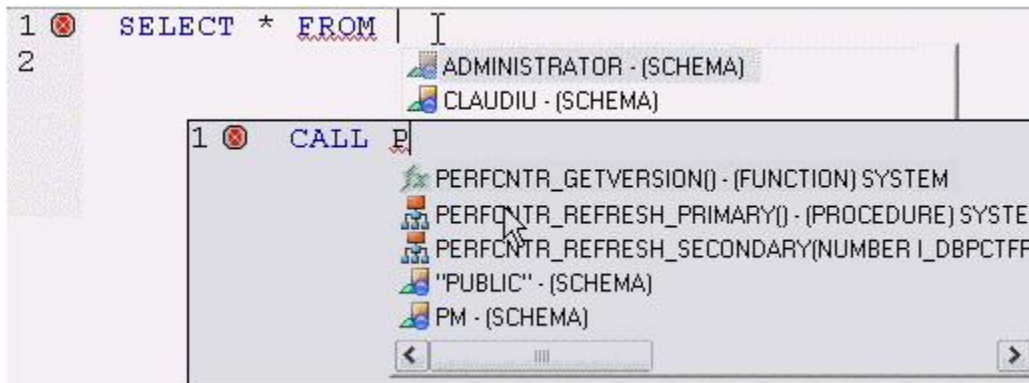 1 SELECT * FROM
2
ADMINISTRATOR - (SCHEMA)
CLAUDIU - (SCHEMA)
1 CALL P
PERFCNTR_GETVERSION() - (FUNCTION) SYSTEM
PERFCNTR_REFRESH_PRIMARY() - (PROCEDURE) SYSTE
PERFCNTR_REFRESH_SECONDARY(NUMBER I_DBPCTFR
"PUBLIC" - (SCHEMA)
PM - (SCHEMA)